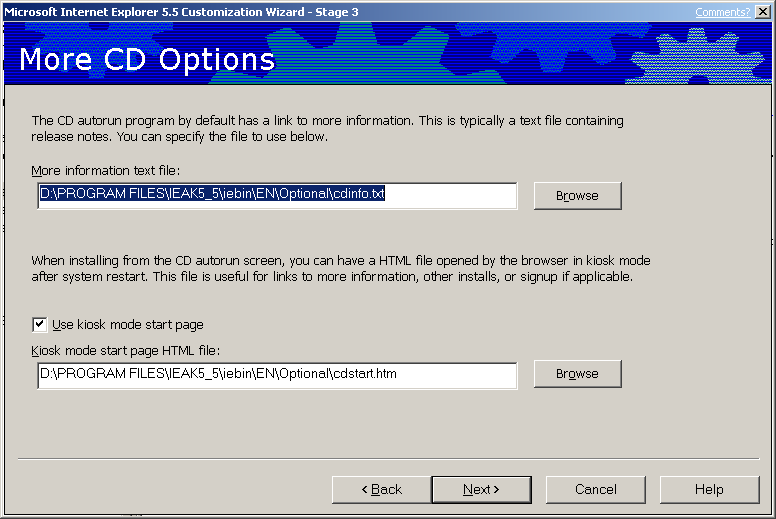 Microsoft Internet Explorer 5.5 Customization Wizard - Stage 3
Comments?
More CD Options
The CD autorun program by default has a link to more information. This is typically a text file containing
release notes. You can specify the file to use below.
More information text file:
D:\PROGRAM FILES\IEAK5_5\iebin\EN\Optional\cdinfo.txt
Browse
When installing from the CD autorun screen, you can have a HTML file opened by the browser in kiosk mode
after system restart. This file is useful for links to more information, other installs, or signup if applicable.
Use kiosk mode start page
Kiosk mode start page HTML file:
D:\PROGRAM FILES\IEAK5_5\iebin\EN\Optional\cdstart.htm
Browse
< Back
Next >
Cancel
Help